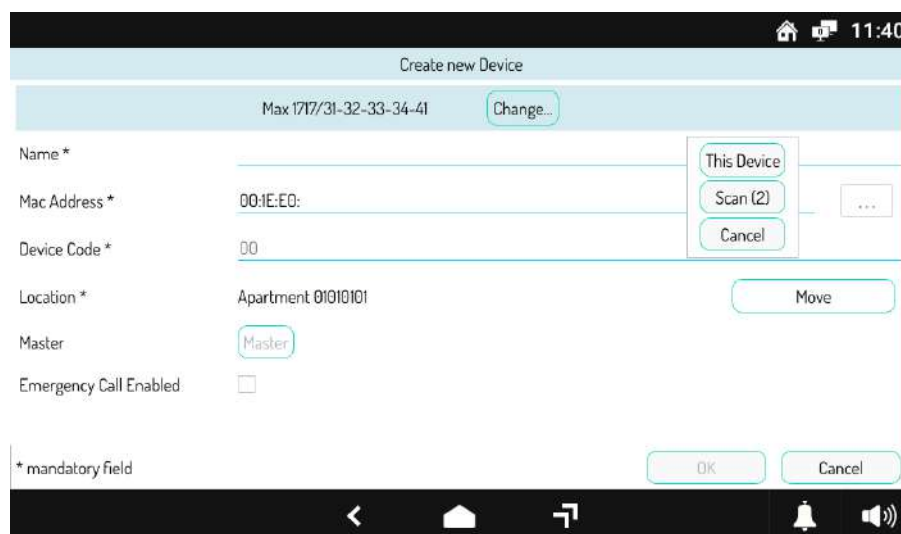 11:40
Create new Device
Max 1717/31-32-33-34-41 Change...
Name *
This Device
Mac Address * 00:1E:E0: Scan (2) ...
Cancel
Device Code * 00
Location * Apartment 01010101 Move
Master Master
Emergency Call Enabled
* mandatory field OK Cancel